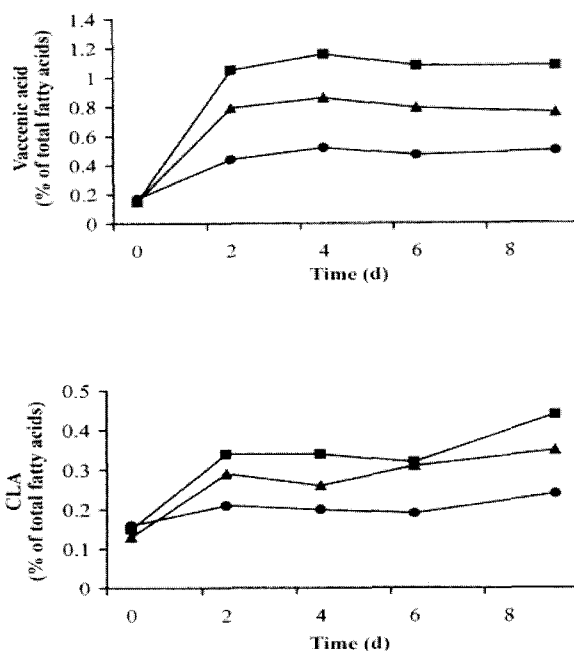 Vaccenic acid
(% of total fatty acids)
1.4
1.2
1
0.8
0.6
0.4
0.2
0
0 2 4 6 8
Time (d)
CLA
(% of total fatty acids)
0.5
0.4
0.3
0.2
0.1
0
0 2 4 6 8
Time (d)